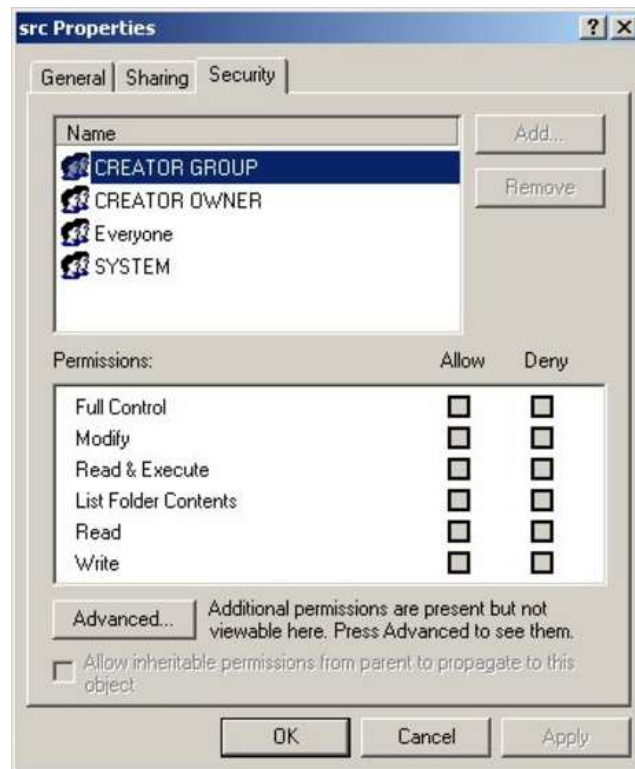 src Properties
General Sharing Security
Name
Add...
CREATOR GROUP
Remove
CREATOR OWNER
Everyone
SYSTEM
Permissions: Allow Deny
Full Control
Modify
Read & Execute
List Folder Contents
Read
Write
Advanced...
Additional permissions are present but not
viewable here. Press Advanced to see them.
Allow inheritable permissions from parent to propagate to this
object
OK Cancel Apply